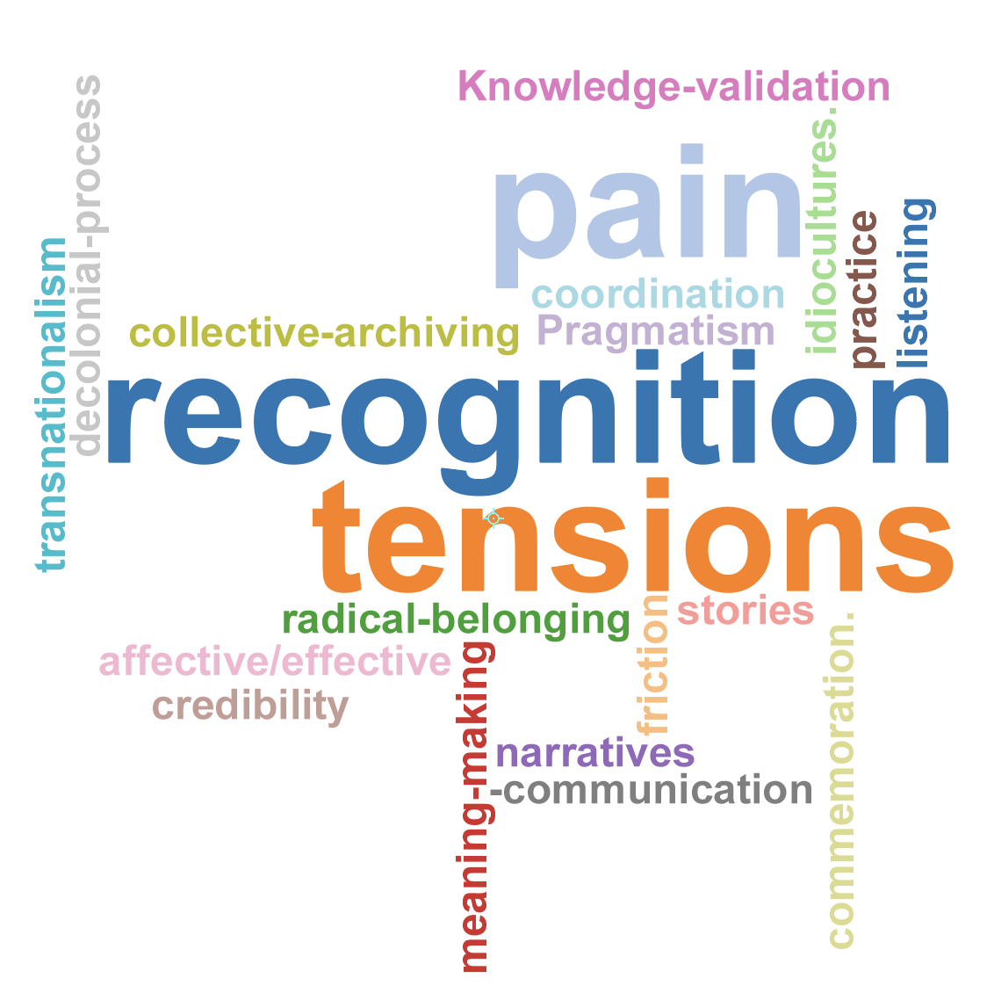 Knowledge-validation
pain
idiocultures.
practice
listening
decolonial-process
transnationalism
coordination
Pragmatism
collective-archiving
recognition
tensions
radical-belonging
stories
friction
affective/effective
credibility
meaning-making
narratives
-communication
commemoration.